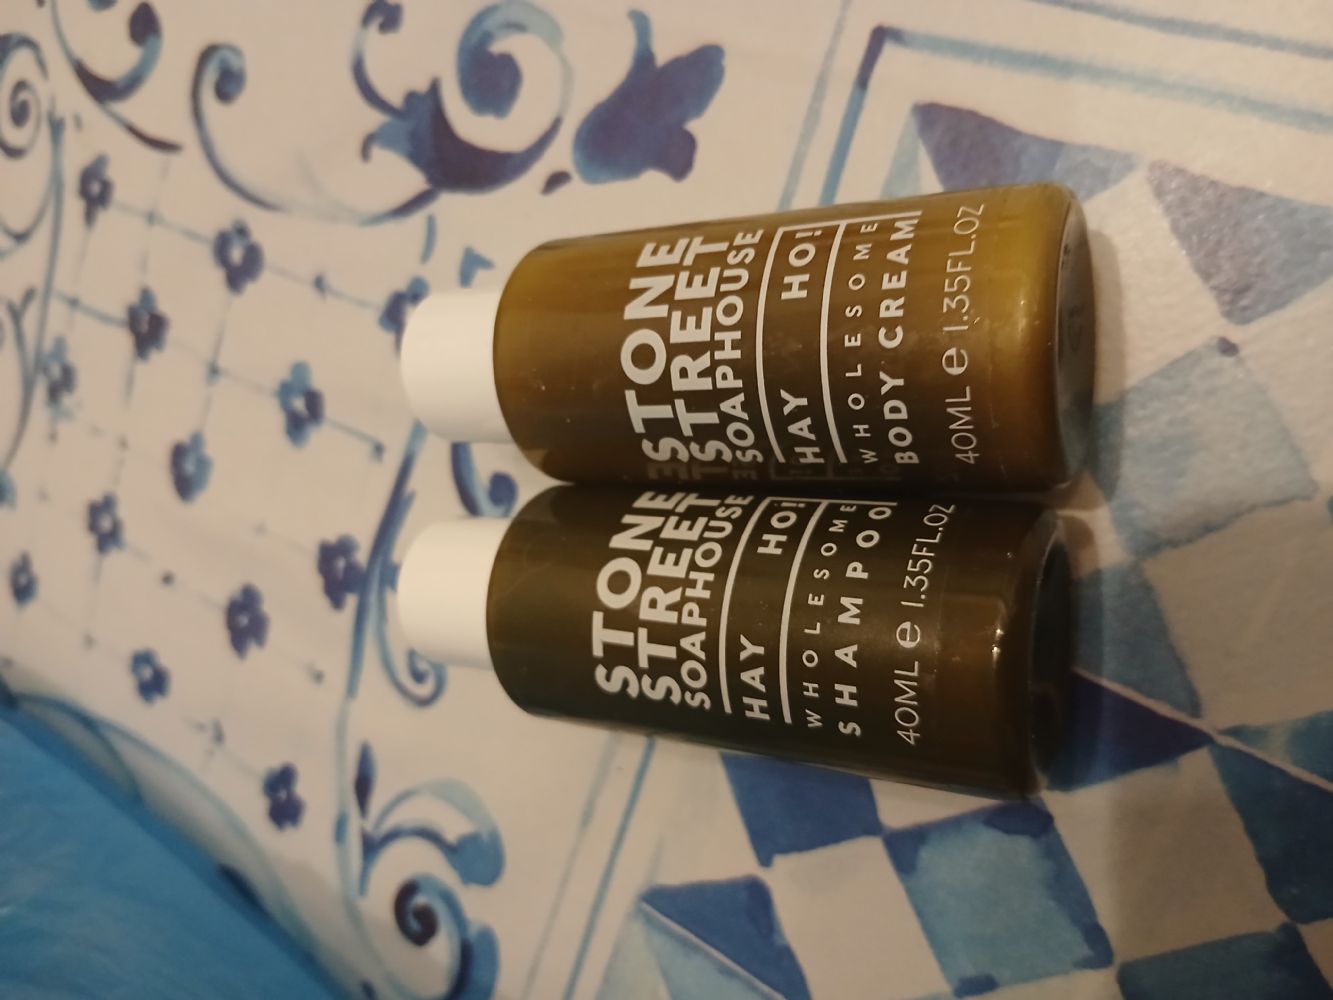 STONE
STREET
SOAPHOUSE
HAY HO!
WHOLESOME
BODY CREAM
40ML e 1.35FL.OZ
STONE
STREET
SOAPHOUSE
HAY HO!
WHOLESOME
SHAMPOO
40ML e 1.35FL.OZ